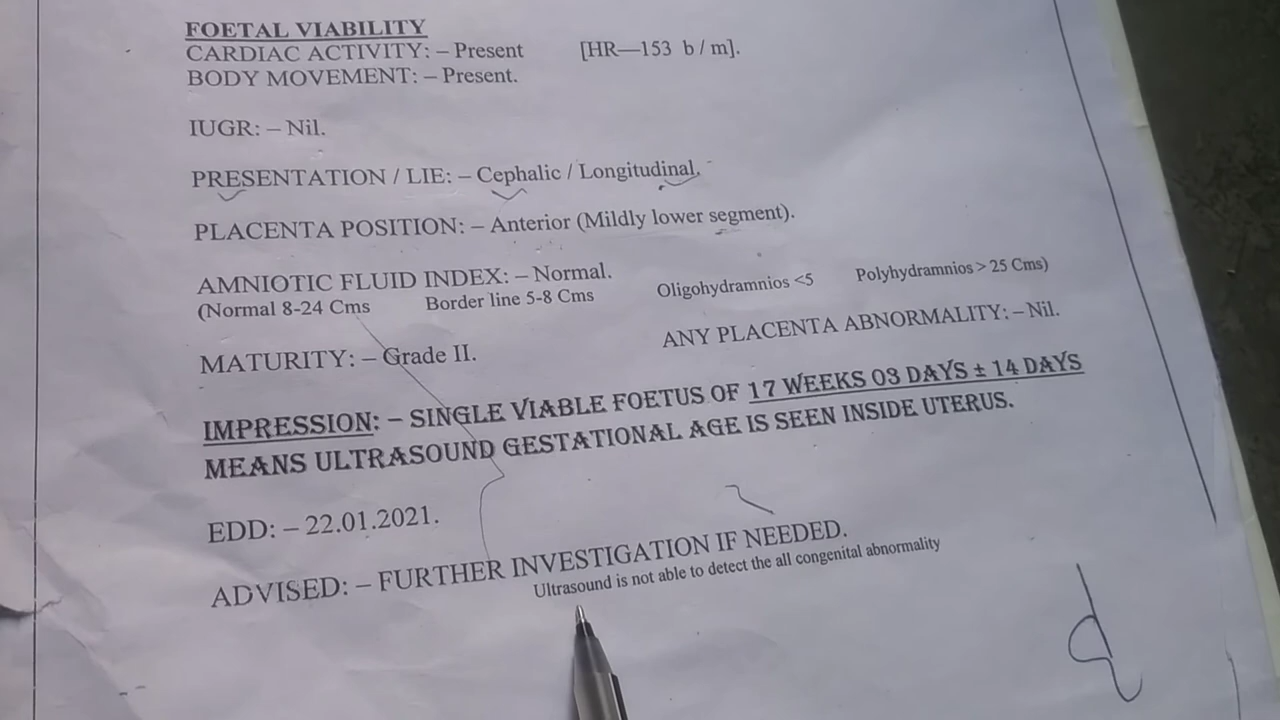 FOETAL VIABILITY
CARDIAC ACTIVITY: – Present [HR—153 b / m].
BODY MOVEMENT: – Present.
IUGR: – Nil.
PRESENTATION / LIE: – Cephalic / Longitudinal.
PLACENTA POSITION: – Anterior (Mildly lower segment).
AMNIOTIC FLUID INDEX: – Normal.
(Normal 8-24 Cms Border line 5-8 Cms Oligohydramnios <5 Polyhydramnios > 25 Cms)
MATURITY: – Grade II. ANY PLACENTA ABNORMALITY: – Nil.
IMPRESSION: – SINGLE VIABLE FOETUS OF 17 WEEKS 03 DAYS ± 14 DAYS
MEANS ULTRASOUND GESTATIONAL AGE IS SEEN INSIDE UTERUS.
EDD: – 22.01.2021.
ADVISED: – FURTHER INVESTIGATION IF NEEDED.
Ultrasound is not able to detect the all congenital abnormality